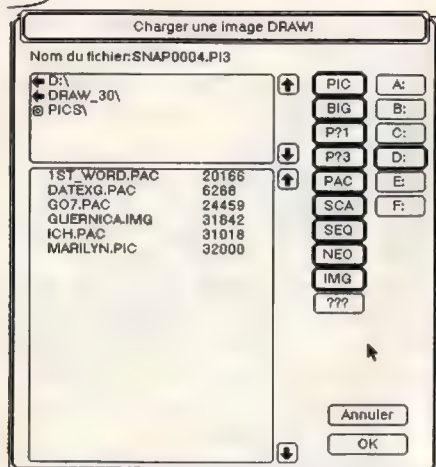 Charger une image DRAW!
Nom du fichier:SNAP0004.PI3
D:\
DRAW_30\
PICS\
1ST_WORD.PAC 20166
DATEXG.PAC 6266
GO7.PAC 24459
GUERNICA.IMG 31842
ICH.PAC 31018
MARILYN.PIC 32000
PIC A:
BIG B:
P?1 C:
P?3 D:
PAC E:
SCA F:
SEQ
NEO
IMG
???
Annuler
OK